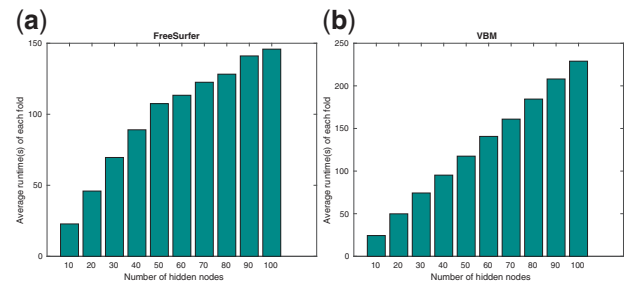 (a)
FreeSurfer
150
100
50
0
Average runtime(s) of each fold
10 20 30 40 50 60 70 80 90 100
Number of hidden nodes
(b)
VBM
250
200
150
100
50
0
Average runtime(s) of each fold
10 20 30 40 50 60 70 80 90 100
Number of hidden nodes